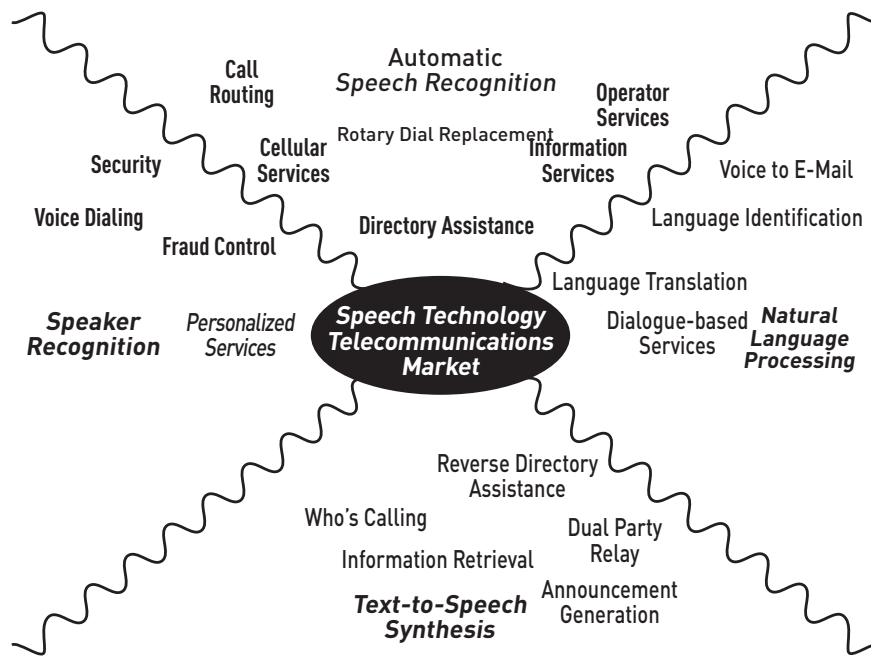 Automatic
Speech Recognition
Call
Routing
Operator
Services
Rotary Dial Replacement
Cellular
Services
Information
Services
Directory Assistance
Security
Voice Dialing
Fraud Control
Speaker
Recognition
Personalized
Services
Speech Technology
Telecommunications
Market
Voice to E-Mail
Language Identification
Language Translation
Dialogue-based
Services
Natural
Language
Processing
Reverse Directory
Assistance
Who's Calling
Dual Party
Relay
Information Retrieval
Announcement
Generation
Text-to-Speech
Synthesis